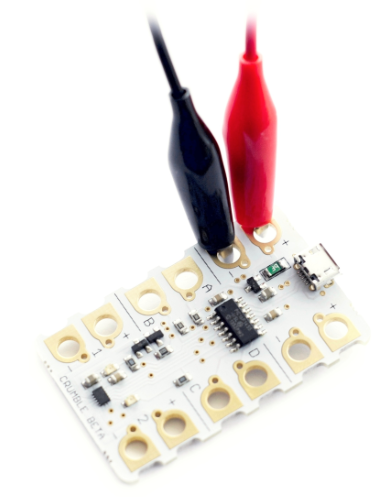 - +
A
B
+ 1 -
D
C
+ 2 -
- +
CRUMBLE BETA